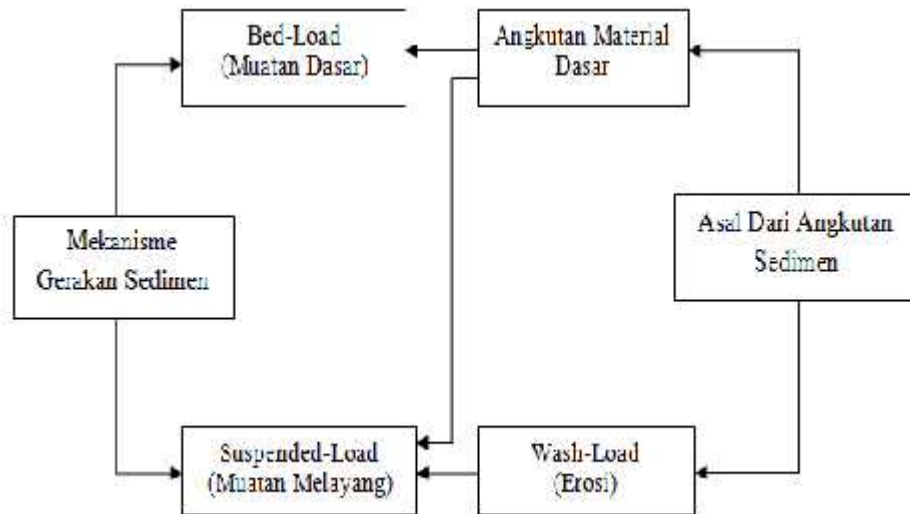 Bed-Load
(Muatan Dasar)
Angkutan Material
Dasar
Mekanisme
Gerakan Sedimen
Asal Dari Angkutan
Sedimen
Suspended-Load
(Muatan Melayang)
Wash-Load
(Erosi)